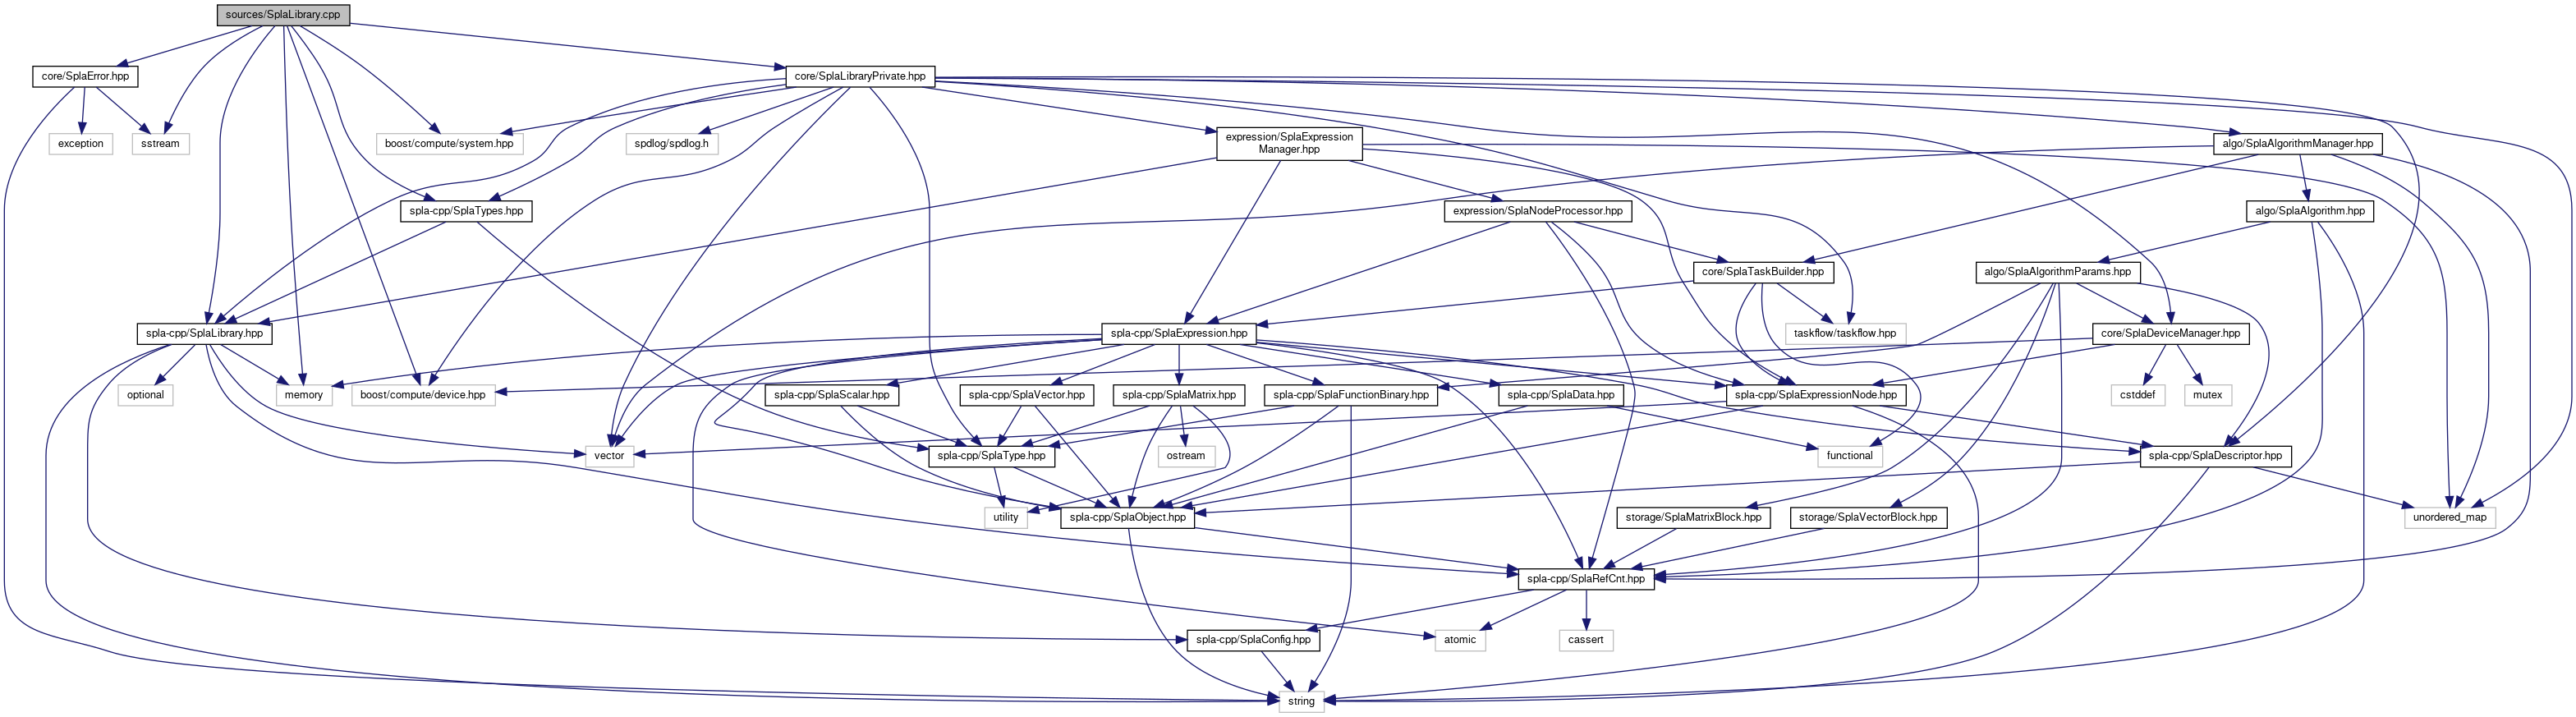 sources/SplaLibrary.cpp
core/SplaError.hpp
core/SplaLibraryPrivate.hpp
exception
sstream
boost/compute/system.hpp
spdlog/spdlog.h
expression/SplaExpression
Manager.hpp
algo/SplaAlgorithmManager.hpp
spla-cpp/SplaTypes.hpp
expression/SplaNodeProcessor.hpp
algo/SplaAlgorithm.hpp
core/SplaTaskBuilder.hpp
algo/SplaAlgorithmParams.hpp
spla-cpp/SplaLibrary.hpp
spla-cpp/SplaExpression.hpp
taskflow/taskflow.hpp
core/SplaDeviceManager.hpp
optional
memory
boost/compute/device.hpp
spla-cpp/SplaScalar.hpp
spla-cpp/SplaVector.hpp
spla-cpp/SplaMatrix.hpp
spla-cpp/SplaFunctionBinary.hpp
spla-cpp/SplaData.hpp
spla-cpp/SplaExpressionNode.hpp
cstddef
mutex
vector
spla-cpp/SplaType.hpp
ostream
functional
spla-cpp/SplaDescriptor.hpp
utility
spla-cpp/SplaObject.hpp
storage/SplaMatrixBlock.hpp
storage/SplaVectorBlock.hpp
unordered_map
spla-cpp/SplaRefCnt.hpp
spla-cpp/SplaConfig.hpp
atomic
cassert
string